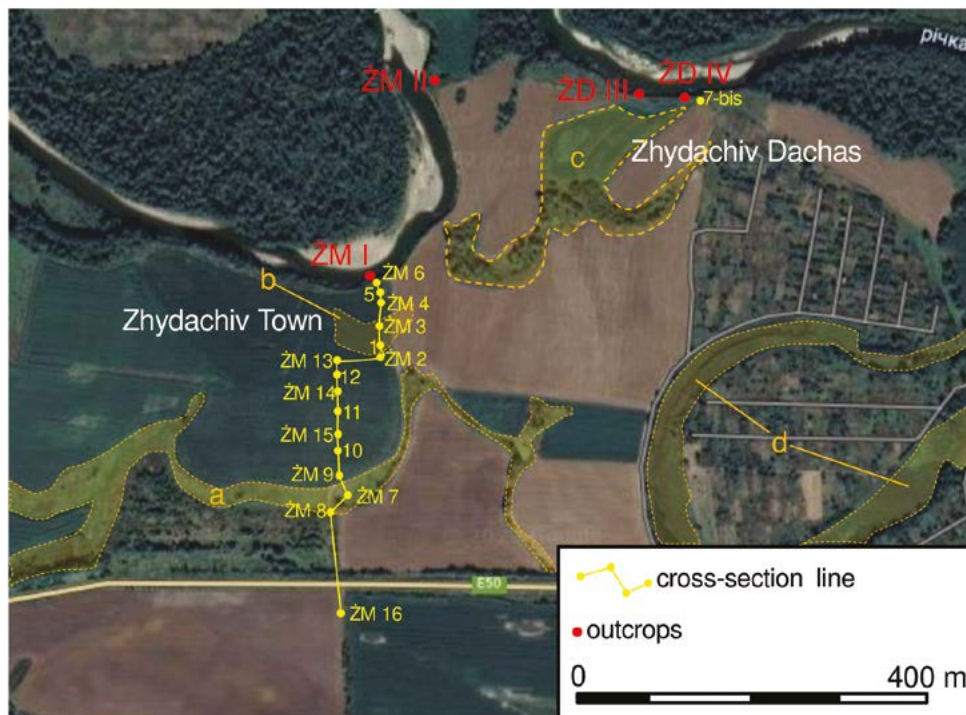 річка
ŻM II
ŻD III
ŻD IV
7-bis
c
Zhydachiv Dachas
ŻM I
ŻM 6
b
5
ŻM 4
Zhydachiv Town
ŻM 3
1
ŻM 2
ŻM 13
12
ŻM 14
11
ŻM 15
10
d
ŻM 9
a
ŻM 7
ŻM 8
E50
ŻM 16
cross-section line
outcrops
0 400 m